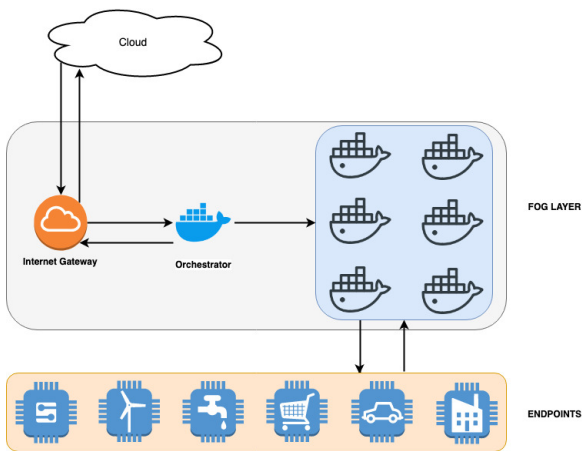 Cloud
FOG LAYER
Internet Gateway
Orchestrator
ENDPOINTS